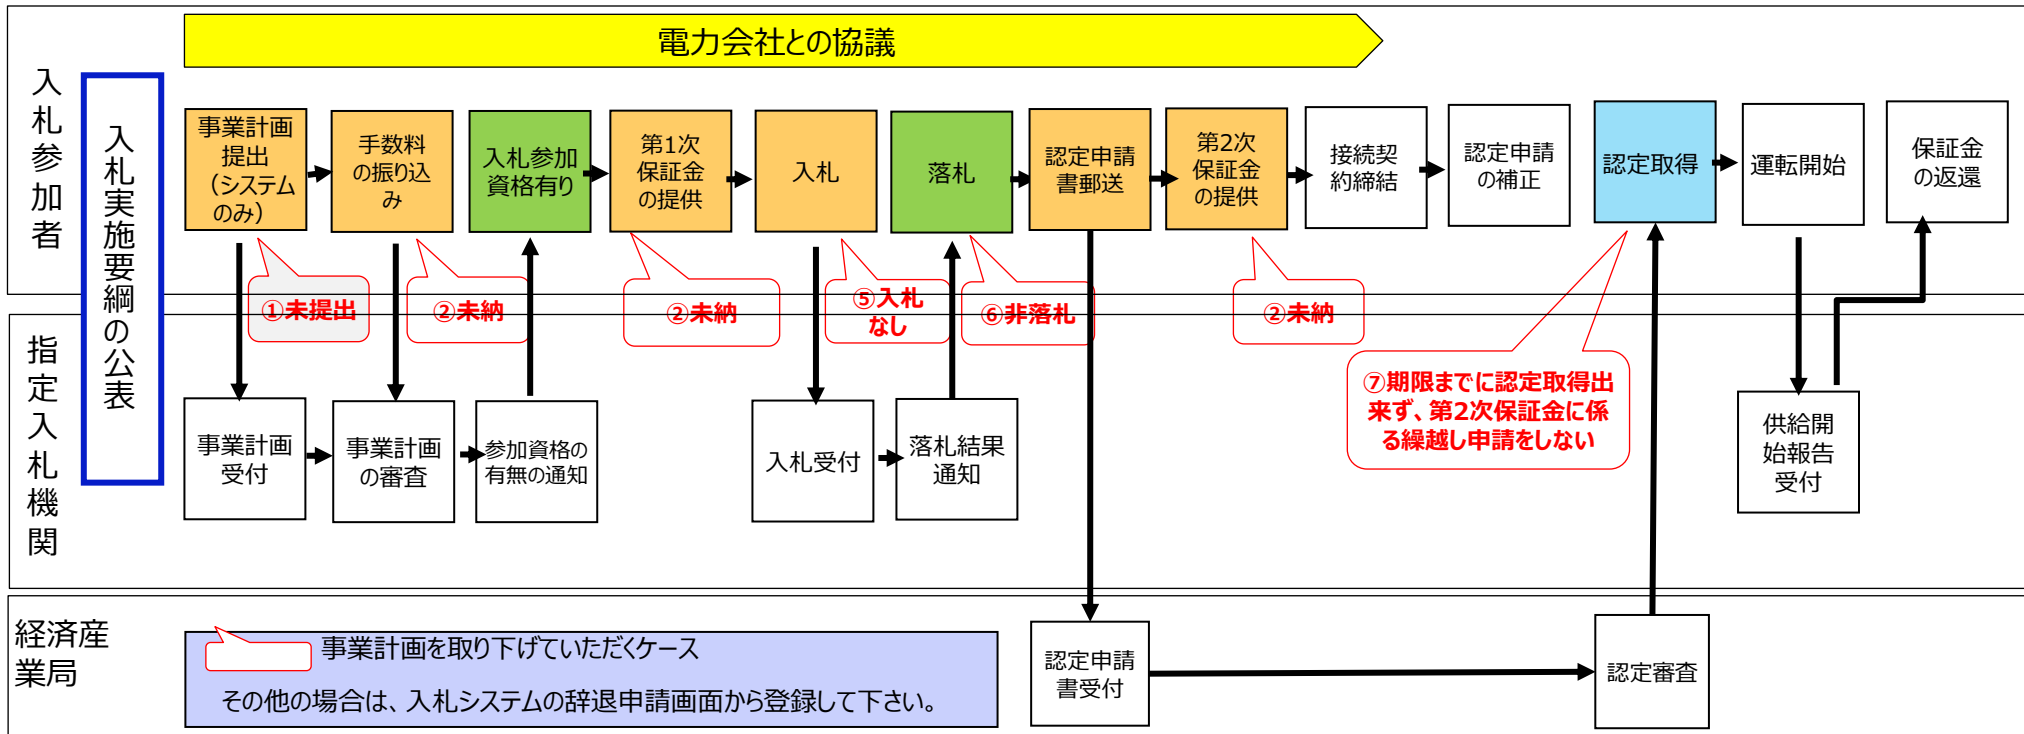 電力会社との協議
入札参加者
入札実施要綱の公表
事業計画
提出
(システム
のみ)
手数料
の振り込
み
入札参加
資格有り
第1次
保証金
の提供
入札
落札
認定申請
書郵送
第2次
保証金
の提供
接続契
約締結
認定申請
の補正
認定取得
運転開始
保証金
の返還
①未提出
②未納
②未納
⑤入札
なし
⑥非落札
②未納
⑦期限までに認定取得出
来ず、第2次保証金に係
る繰越し申請をしない
指定入札機関
事業計画
受付
事業計画
の審査
参加資格の
有無の通知
入札受付
落札結果
通知
供給開
始報告
受付
経済産
業局
事業計画を取り下げていただくケース
その他の場合は、入札システムの辞退申請画面から登録して下さい。
認定申請
書受付
認定審査